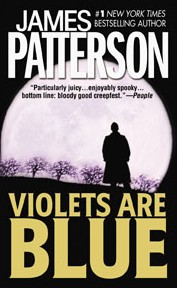 JAMES
#1 NEW YORK TIMES
BESTSELLING AUTHOR
PATTERSON
"Particularly juicy...enjoyably spooky...
bottom line: bloody good creepfest." —People
VIOLETS ARE
BLUE